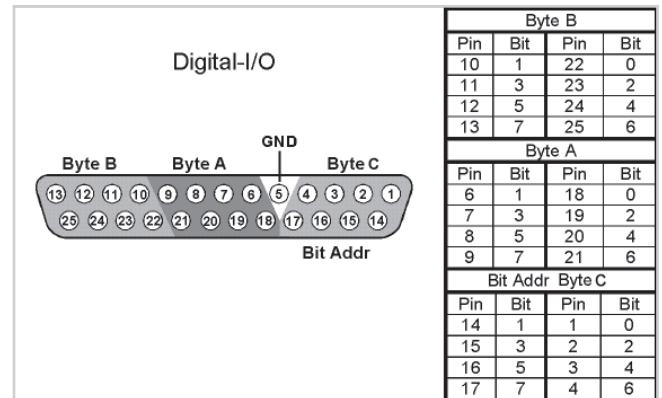 Digital-I/O
GND
Byte B Byte A Byte C
13 12 11 10 9 8 7 6 5 4 3 2 1
25 24 23 22 21 20 19 18 17 16 15 14
Bit Addr
Byte B
Pin Bit Pin Bit
10 1 22 0
11 3 23 2
12 5 24 4
13 7 25 6
Byte A
Pin Bit Pin Bit
6 1 18 0
7 3 19 2
8 5 20 4
9 7 21 6
Bit Addr Byte C
Pin Bit Pin Bit
14 1 1 0
15 3 2 2
16 5 3 4
17 7 4 6